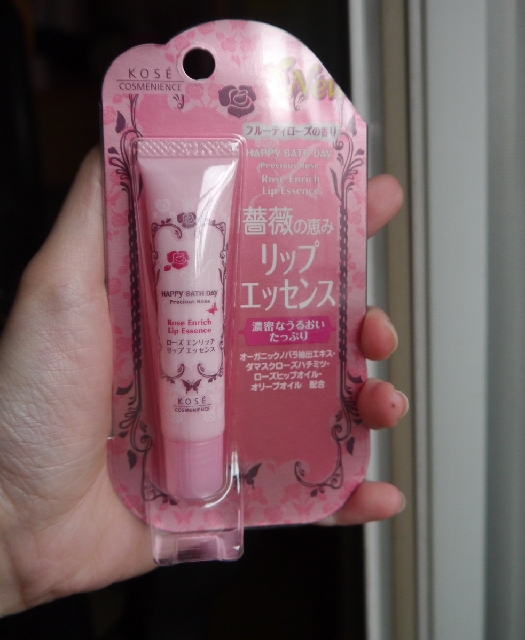 KOSÉ
COSMENIENCE
New
フルーティローズの香り
HAPPY BATH DAY
Precious Rose
Rose Enrich
Lip Essence
薔薇の恵み
リップ
エッセンス
濃密なうるおい
たっぷり
オーガニックノバラ抽出エキス・
ダマスクローズハチミツ・
ローズヒップオイル・
オリーブオイル 配合
HAPPY BATH DAY
Precious Rose
Rose Enrich
Lip Essence
ローズ エンリッチ
リップ エッセンス
KOSÉ
COSMENIENCE